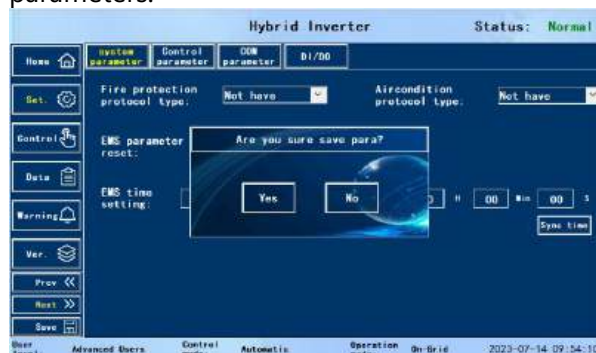 parameters.
Hybrid Inverter
Status: Normal
Home
system parameter
Control parameter
COM parameter
DI/DO
Set.
Fire protection protocol type:
Not have
Aircondition protocol type:
Not have
Control
EMS parameter reset:
Are you sure save para?
Data
EMS time setting:
Yes
No
H
00
Min
00
S
Warning
Sync time
Ver.
Prev
Next
Save
User
Advanced Users
Control
Automatic
Operation
On-Grid
2023-07-14 09:54:10